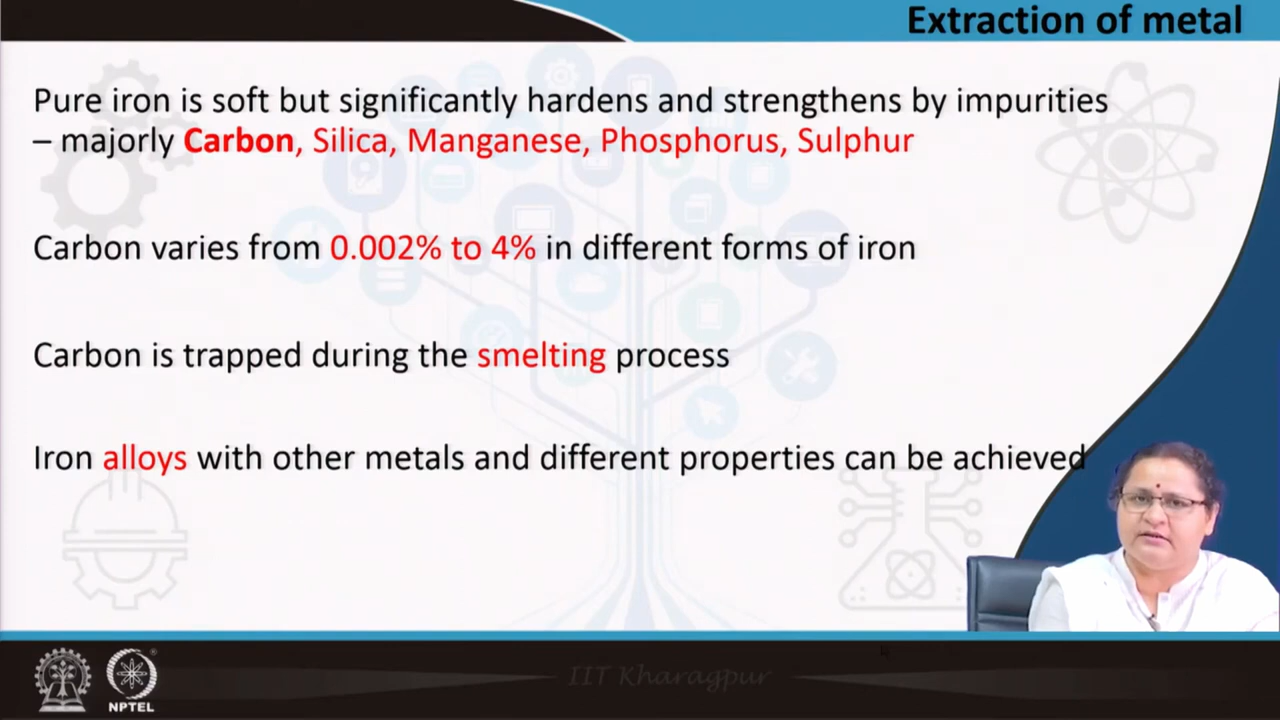 Extraction of metal
Pure iron is soft but significantly hardens and strengthens by impurities
– majorly Carbon, Silica, Manganese, Phosphorus, Sulphur
Carbon varies from 0.002% to 4% in different forms of iron
Carbon is trapped during the smelting process
Iron alloys with other metals and different properties can be achieved
IIT Kharagpur
NPTEL